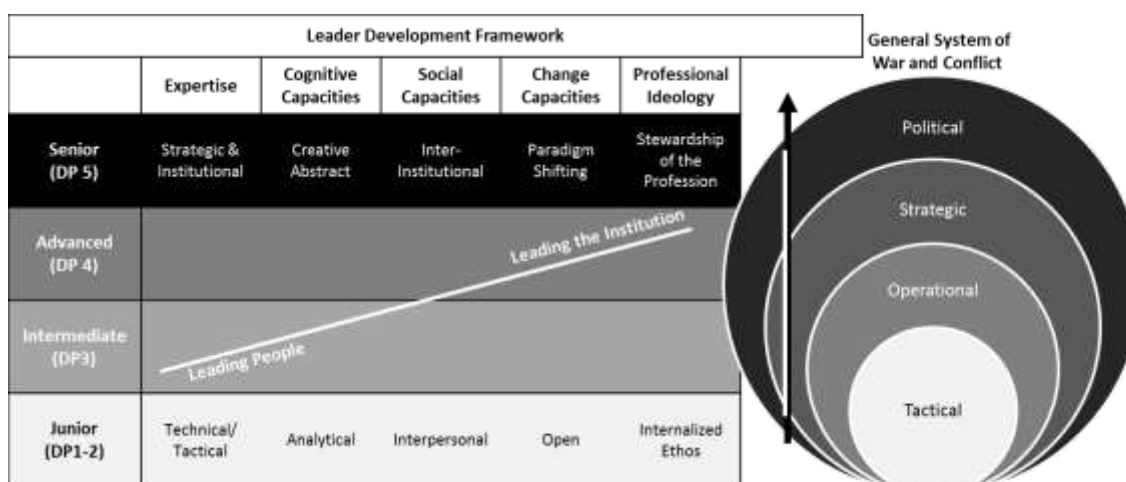 Leader Development Framework
General System of
War and Conflict
Expertise
Cognitive
Capacities
Social
Capacities
Change
Capacities
Professional
Ideology
Senior
(DP 5)
Strategic &
Institutional
Creative
Abstract
Inter-
Institutional
Paradigm
Shifting
Stewardship
of the
Profession
Advanced
(DP 4)
Leading the Institution
Intermediate
(DP3)
Leading People
Junior
(DP1-2)
Technical/
Tactical
Analytical
Interpersonal
Open
Internalized
Ethos
Political
Strategic
Operational
Tactical